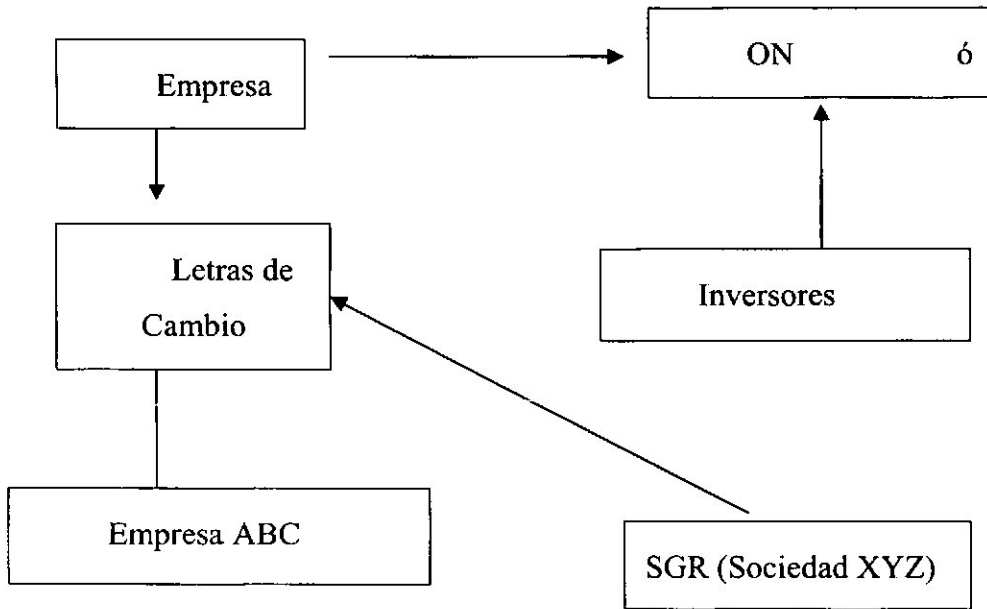 Empresa
ON ó
Letras de
Cambio
Inversores
Empresa ABC
SGR (Sociedad XYZ)